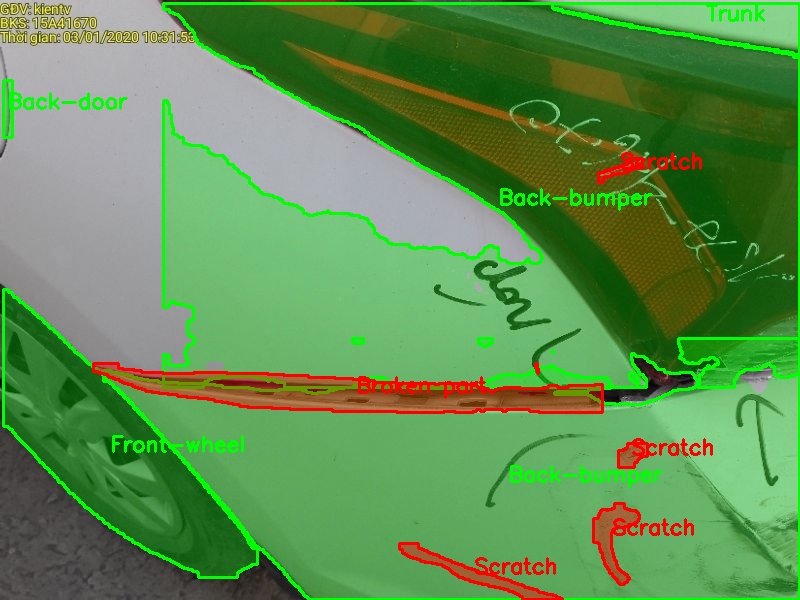 GĐV: kientv
BKS: 15A41670
Thời gian: 03/01/2020 10:31:53
Trunk
Back-door
Scratch
Back-bumper
Broken-part
Front-wheel
Scratch
Back-bumper
Scratch
Scratch